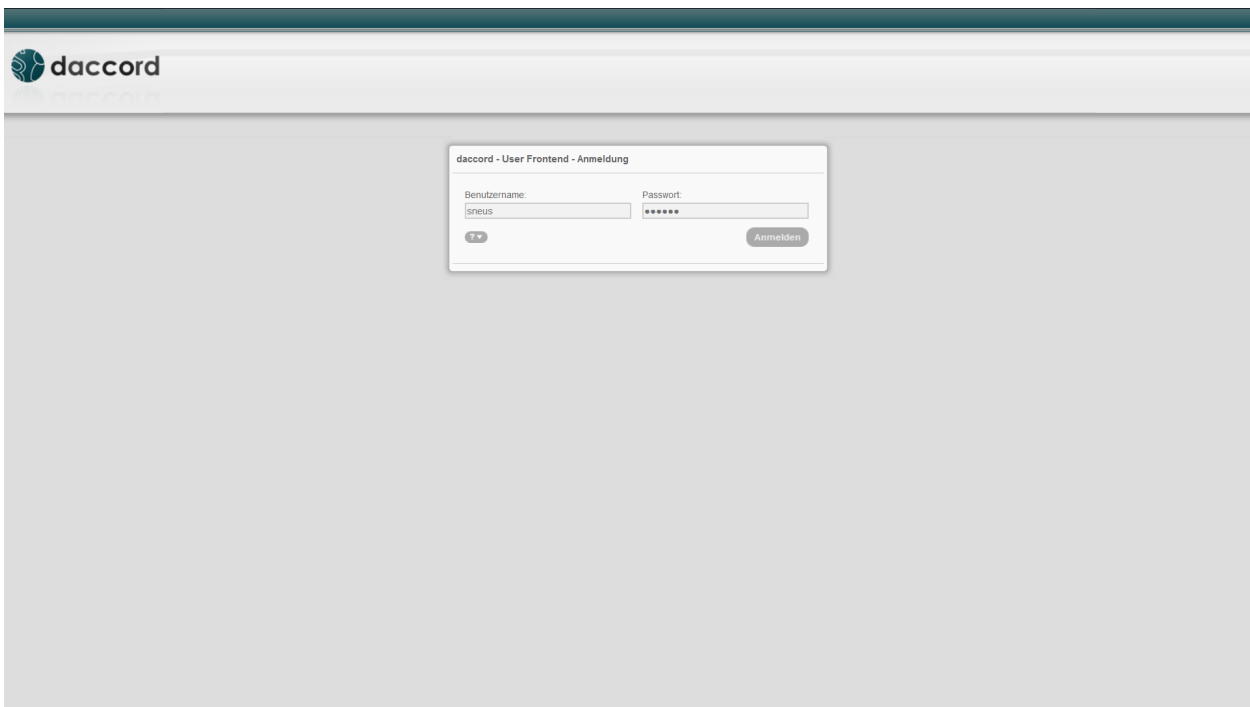 daccord
daccord - User Frontend - Anmeldung
Benutzername: Passwort:
sneus ●●●●●●
? ▼ Anmelden